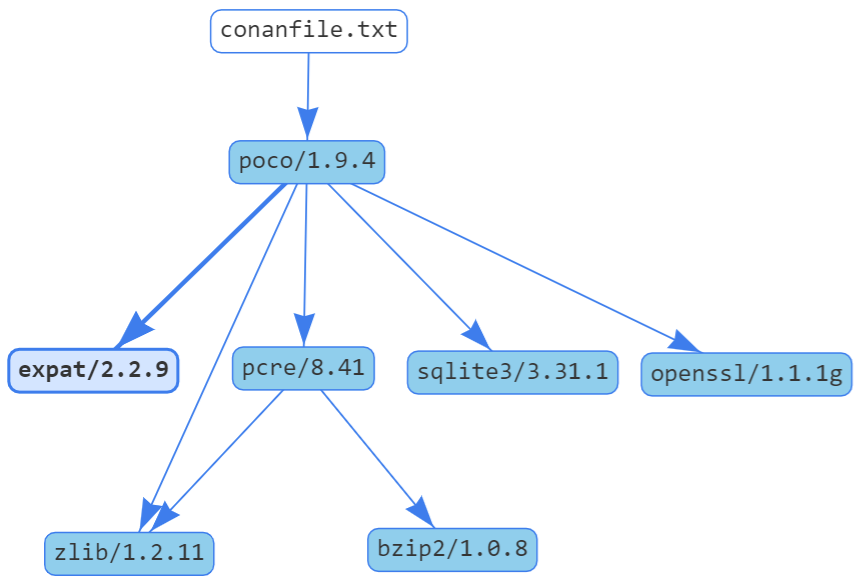 conanfile.txt
poco/1.9.4
expat/2.2.9
pcre/8.41
sqlite3/3.31.1
openssl/1.1.1g
zlib/1.2.11
bzip2/1.0.8